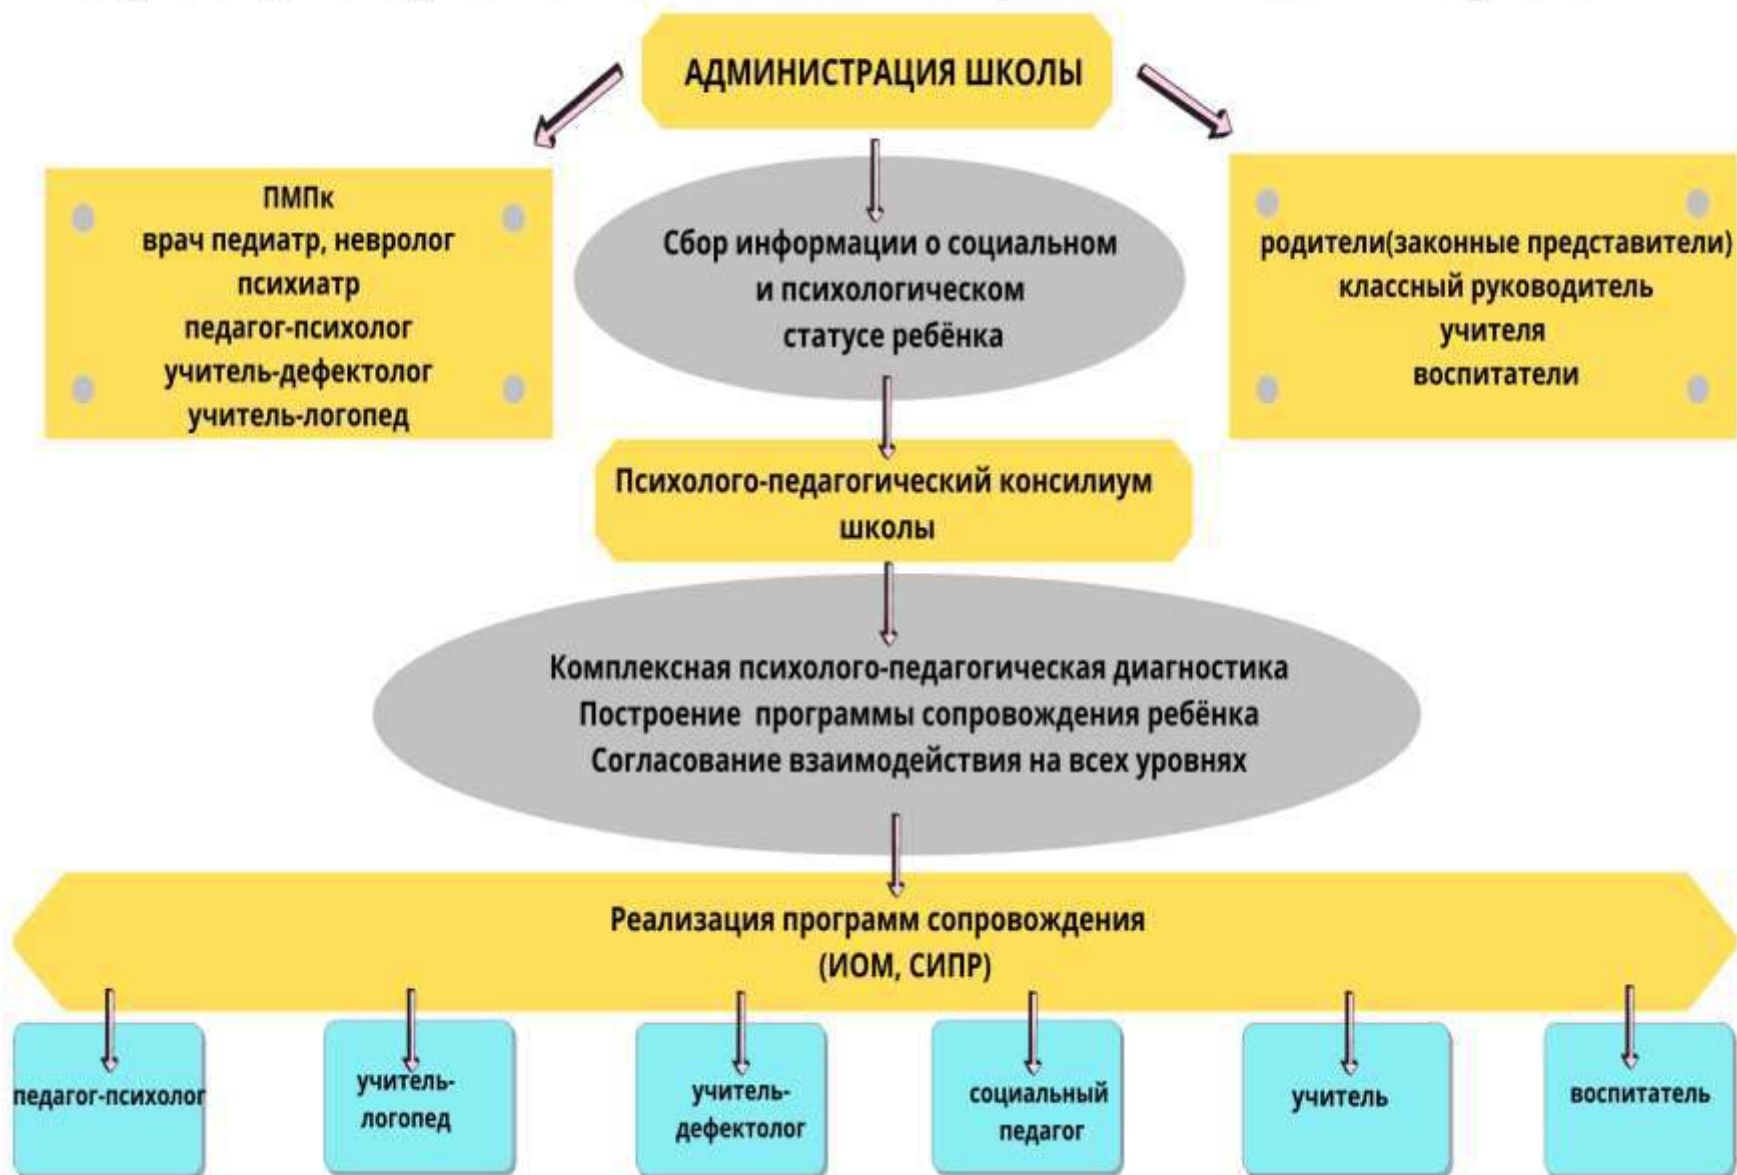 АДМИНИСТРАЦИЯ ШКОЛЫ
ПМПк
врач педиатр, невролог
психиатр
педагог-психолог
учитель-дефектолог
учитель-логопед
Сбор информации о социальном
и психологическом
статусе ребёнка
родители(законные представители)
классный руководитель
учителя
воспитатели
Психолого-педагогический консилиум
школы
Комплексная психолого-педагогическая диагностика
Построение программы сопровождения ребёнка
Согласование взаимодействия на всех уровнях
Реализация программ сопровождения
(ИОМ, СИПР)
педагог-психолог
учитель-
логопед
учитель-
дефектолог
социальный
педагог
учитель
воспитатель